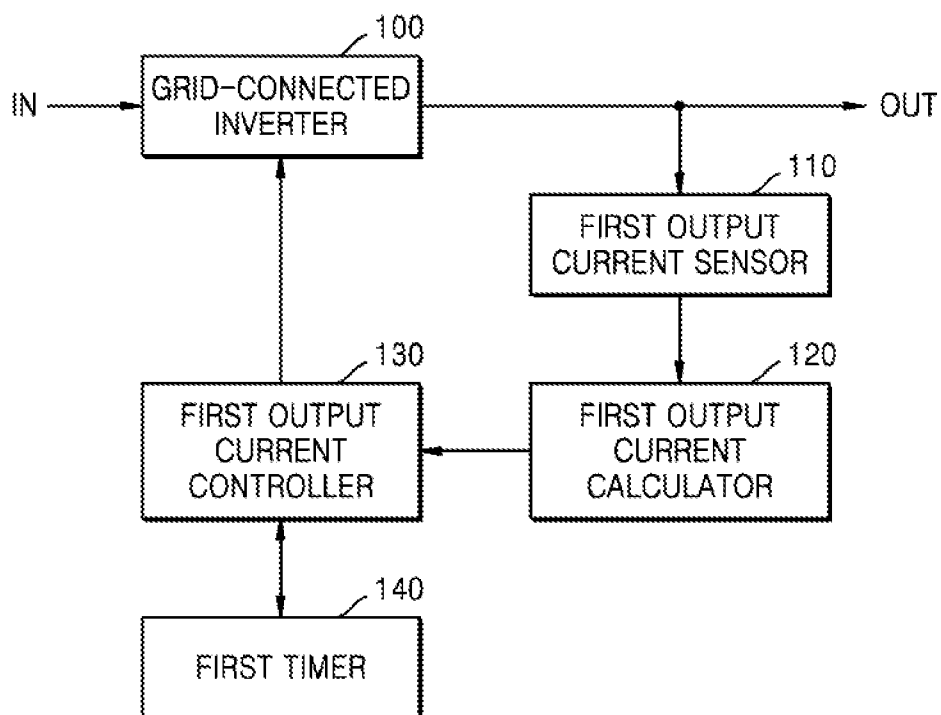 100
GRID-CONNECTED
INVERTER
IN
OUT
110
FIRST OUTPUT
CURRENT SENSOR
130
FIRST OUTPUT
CURRENT
CONTROLLER
120
FIRST OUTPUT
CURRENT
CALCULATOR
140
FIRST TIMER